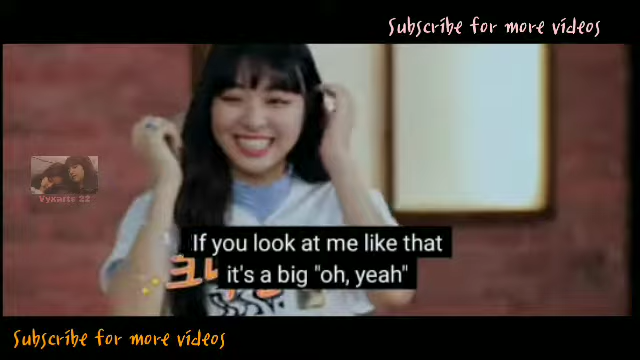 Subscribe for more videos
Vyxarts 22
If you look at me like that
it's a big "oh, yeah"
Subscribe for more videos